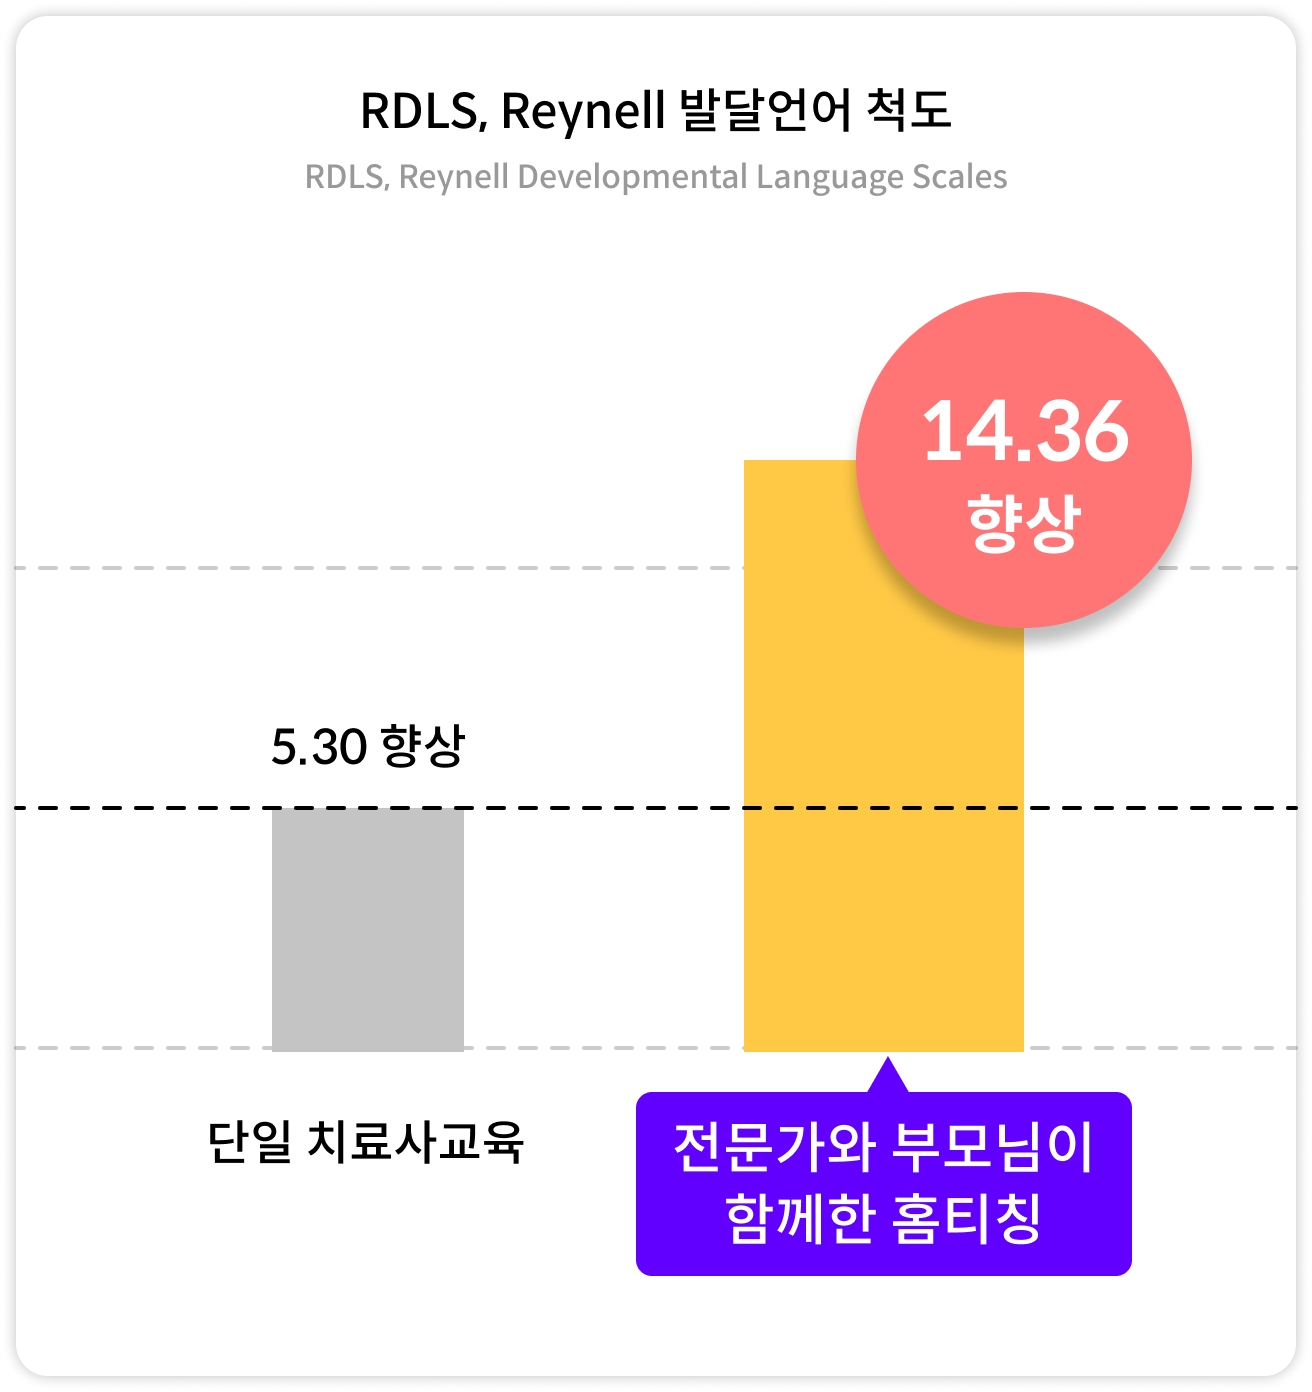 RDLS, Reynell 발달언어 척도
RDLS, Reynell Developmental Language Scales
14.36
향상
5.30 향상
단일 치료사교육
전문가와 부모님이
함께한 홈티칭